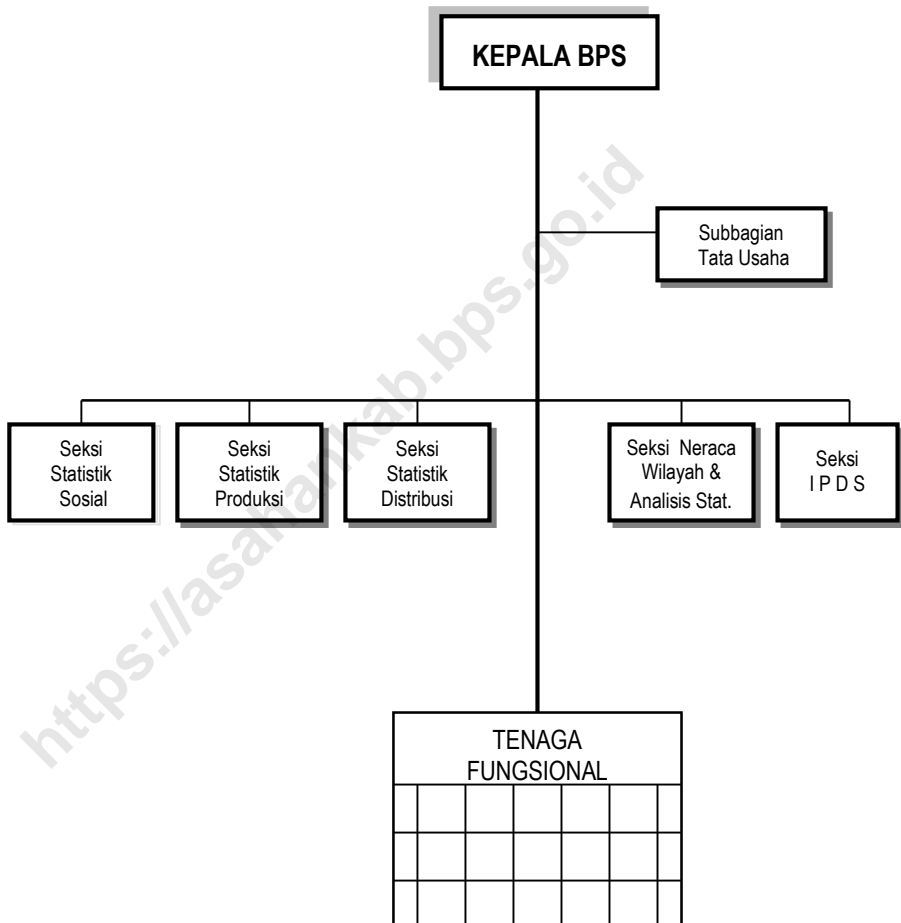 KEPALA BPS
Subbagian
Tata Usaha
Seksi
Statistik
Sosial
Seksi
Statistik
Produksi
Seksi
Statistik
Distribusi
Seksi Neraca
Wilayah &
Analisis Stat.
Seksi
I P D S
TENAGA
FUNGSIONAL
https://asahankab.bps.go.id